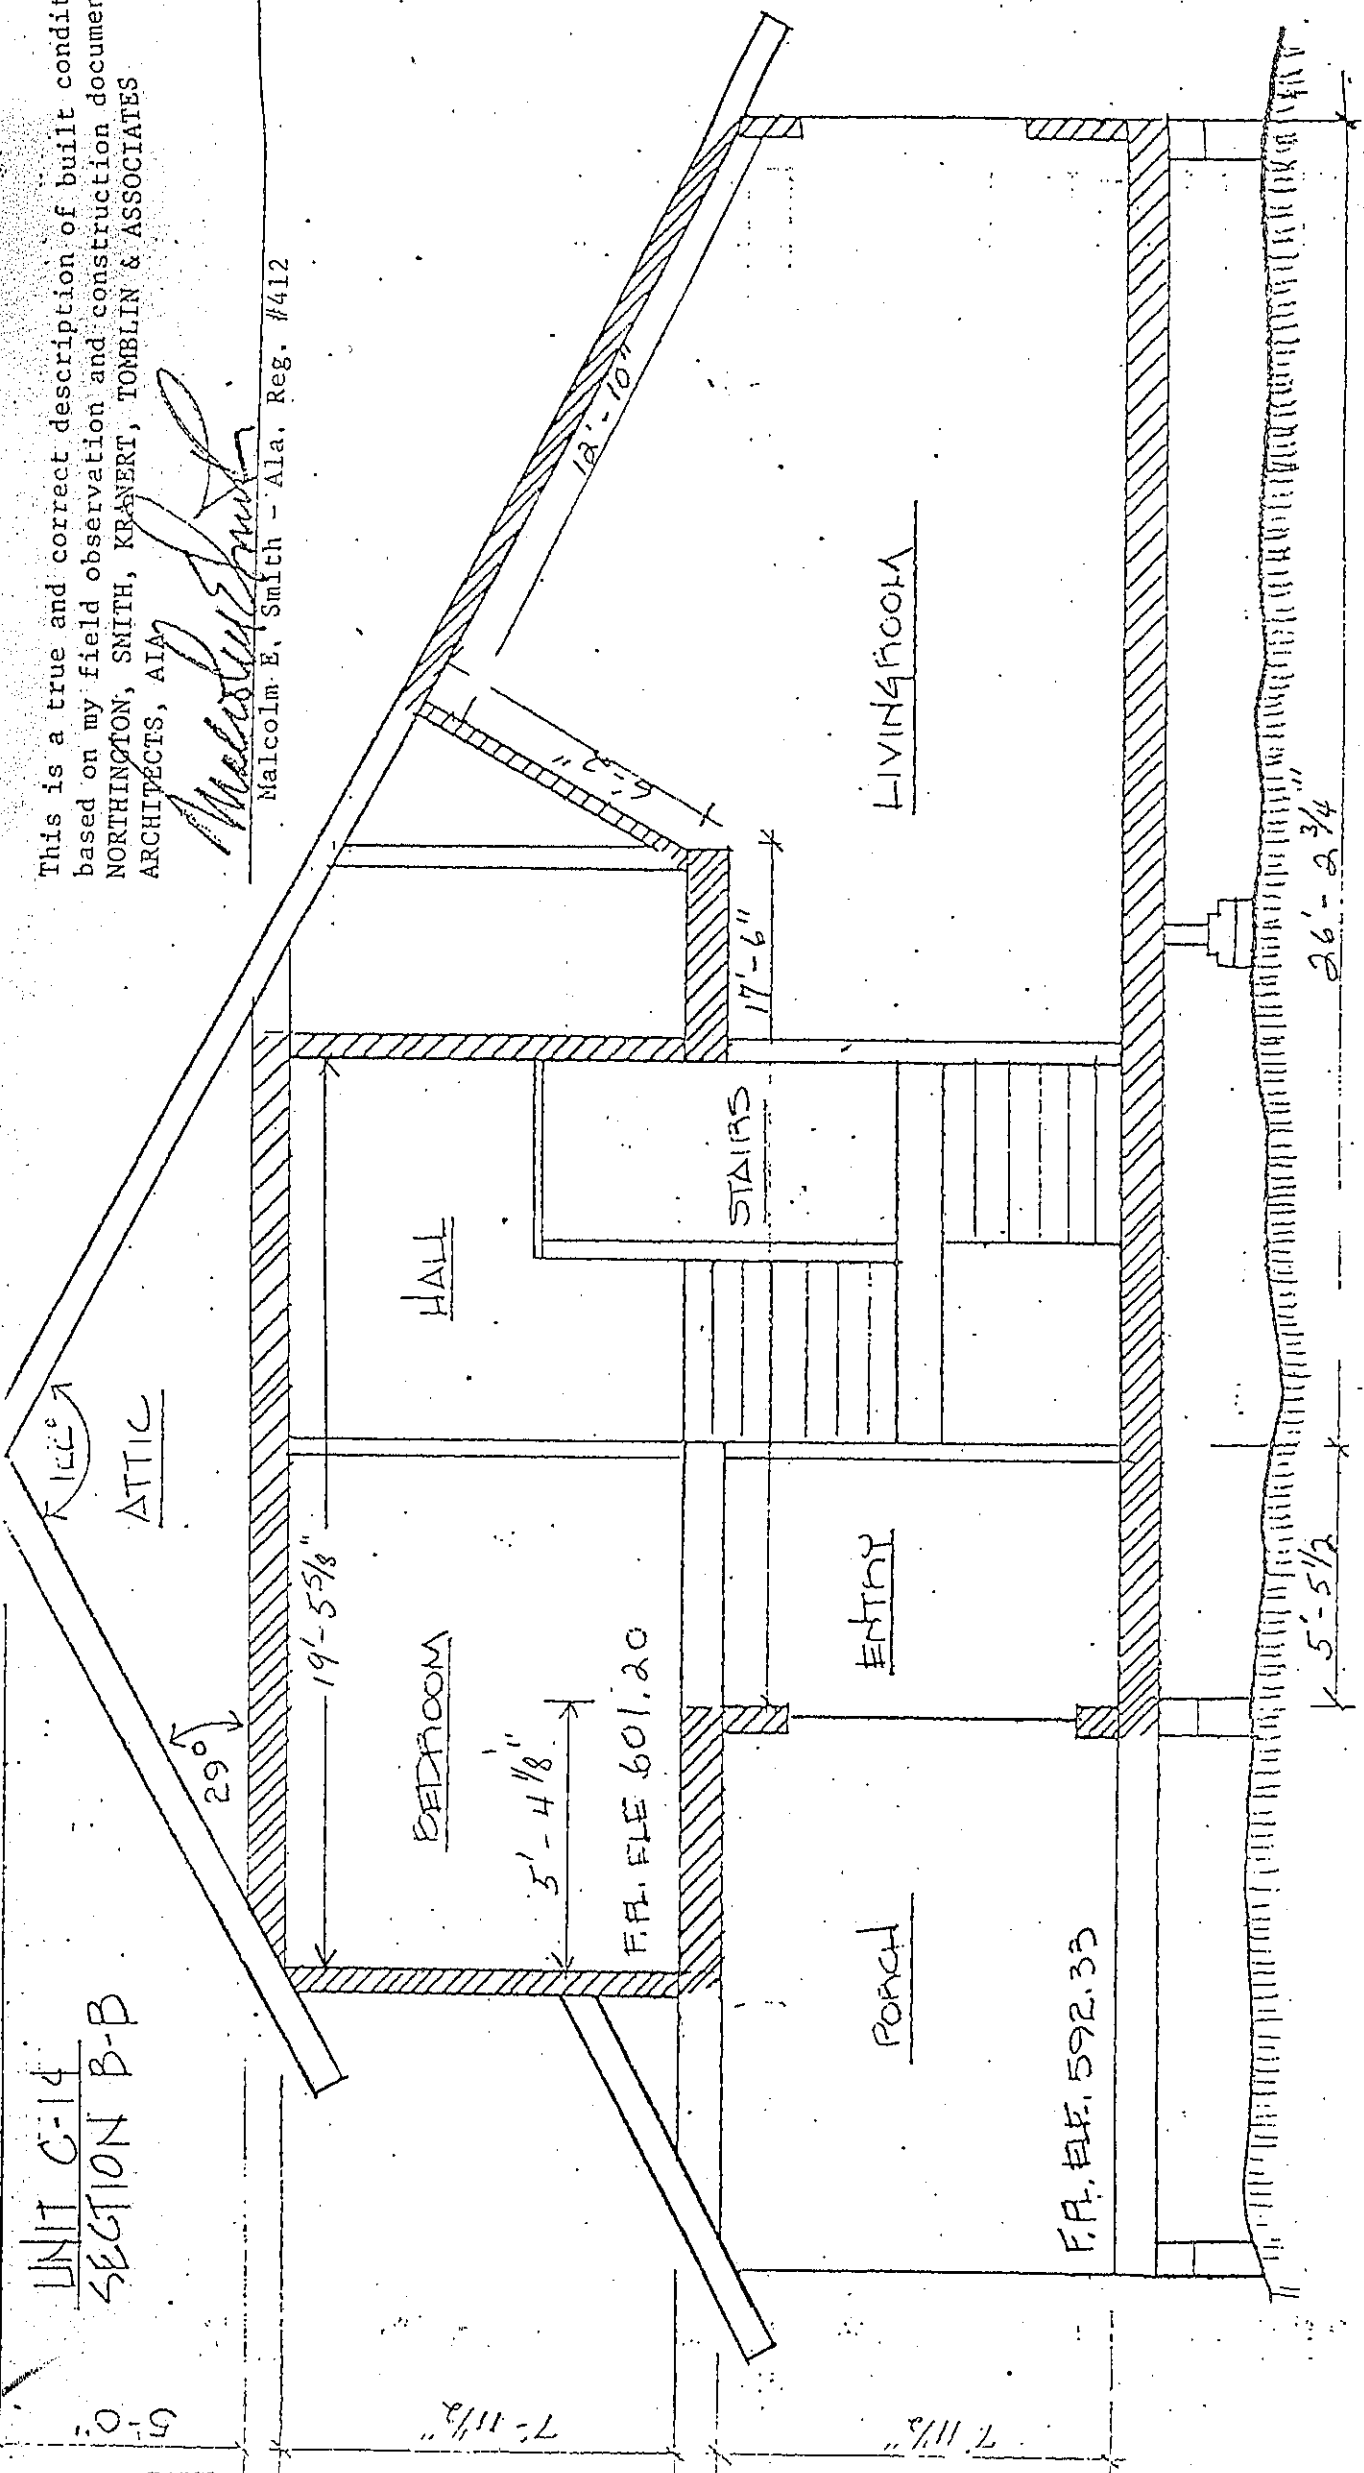 UNIT C-14
SECTION B-B
This is a true and correct description of built condit
based on my field observation and construction documen
NORTHINGTON, SMITH, KRANERT, TOMBLIN & ASSOCIATES
ARCHITECTS, AIA
Malcolm E. Smith - Ala. Reg. #412
ATTIC
29°
5'-0"
19'-5 5/8"
12'-10"
BEDROOM
HALL
5'-4 1/8"
F.FL. ELE 601.20
7'-11 1/2"
STAIRS
17'-6"
PORCH
ENTRY
LIVINGROOM
F.FL. ELE. 592.33
7'11 1/2"
5'-5 1/2
26'-2 3/4"